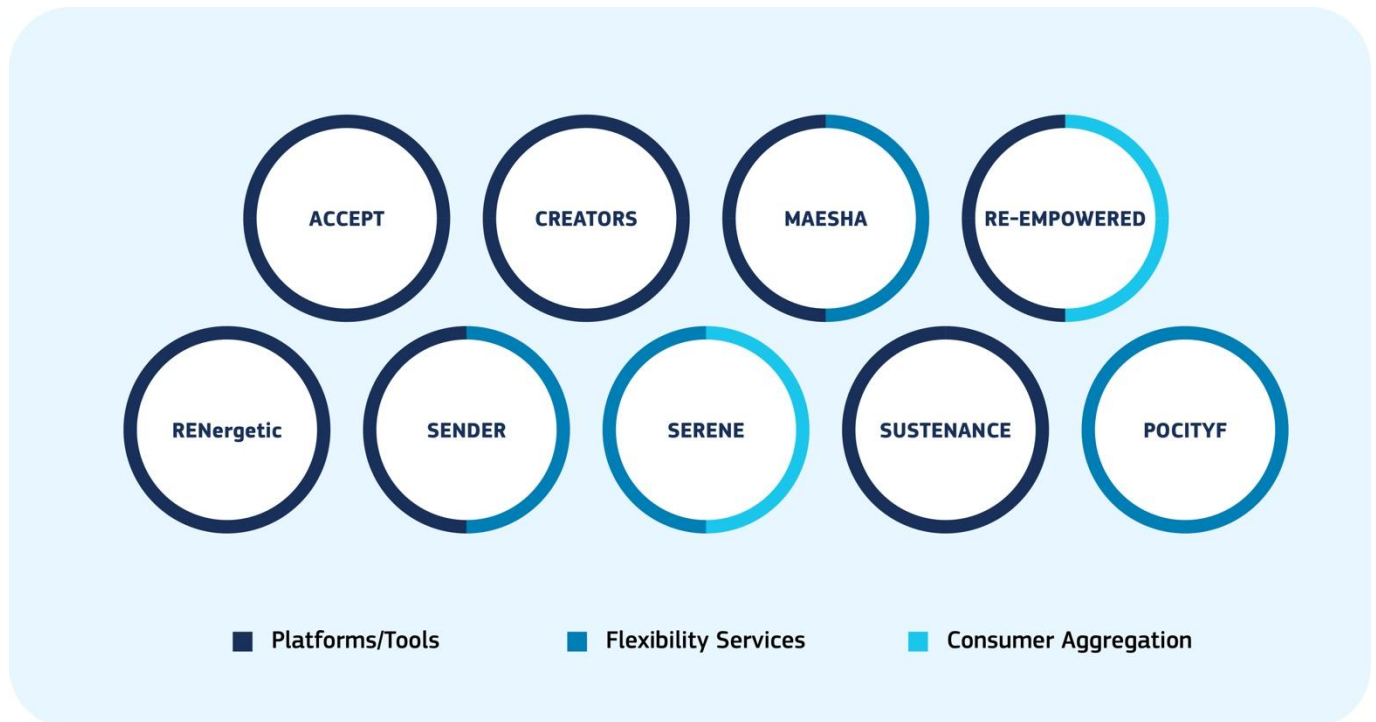 ACCEPT
CREATORS
MAESHA
RE-EMPOWERED
RENergetic
SENDER
SERENE
SUSTENANCE
POCITYF
Platforms/Tools
Flexibility Services
Consumer Aggregation